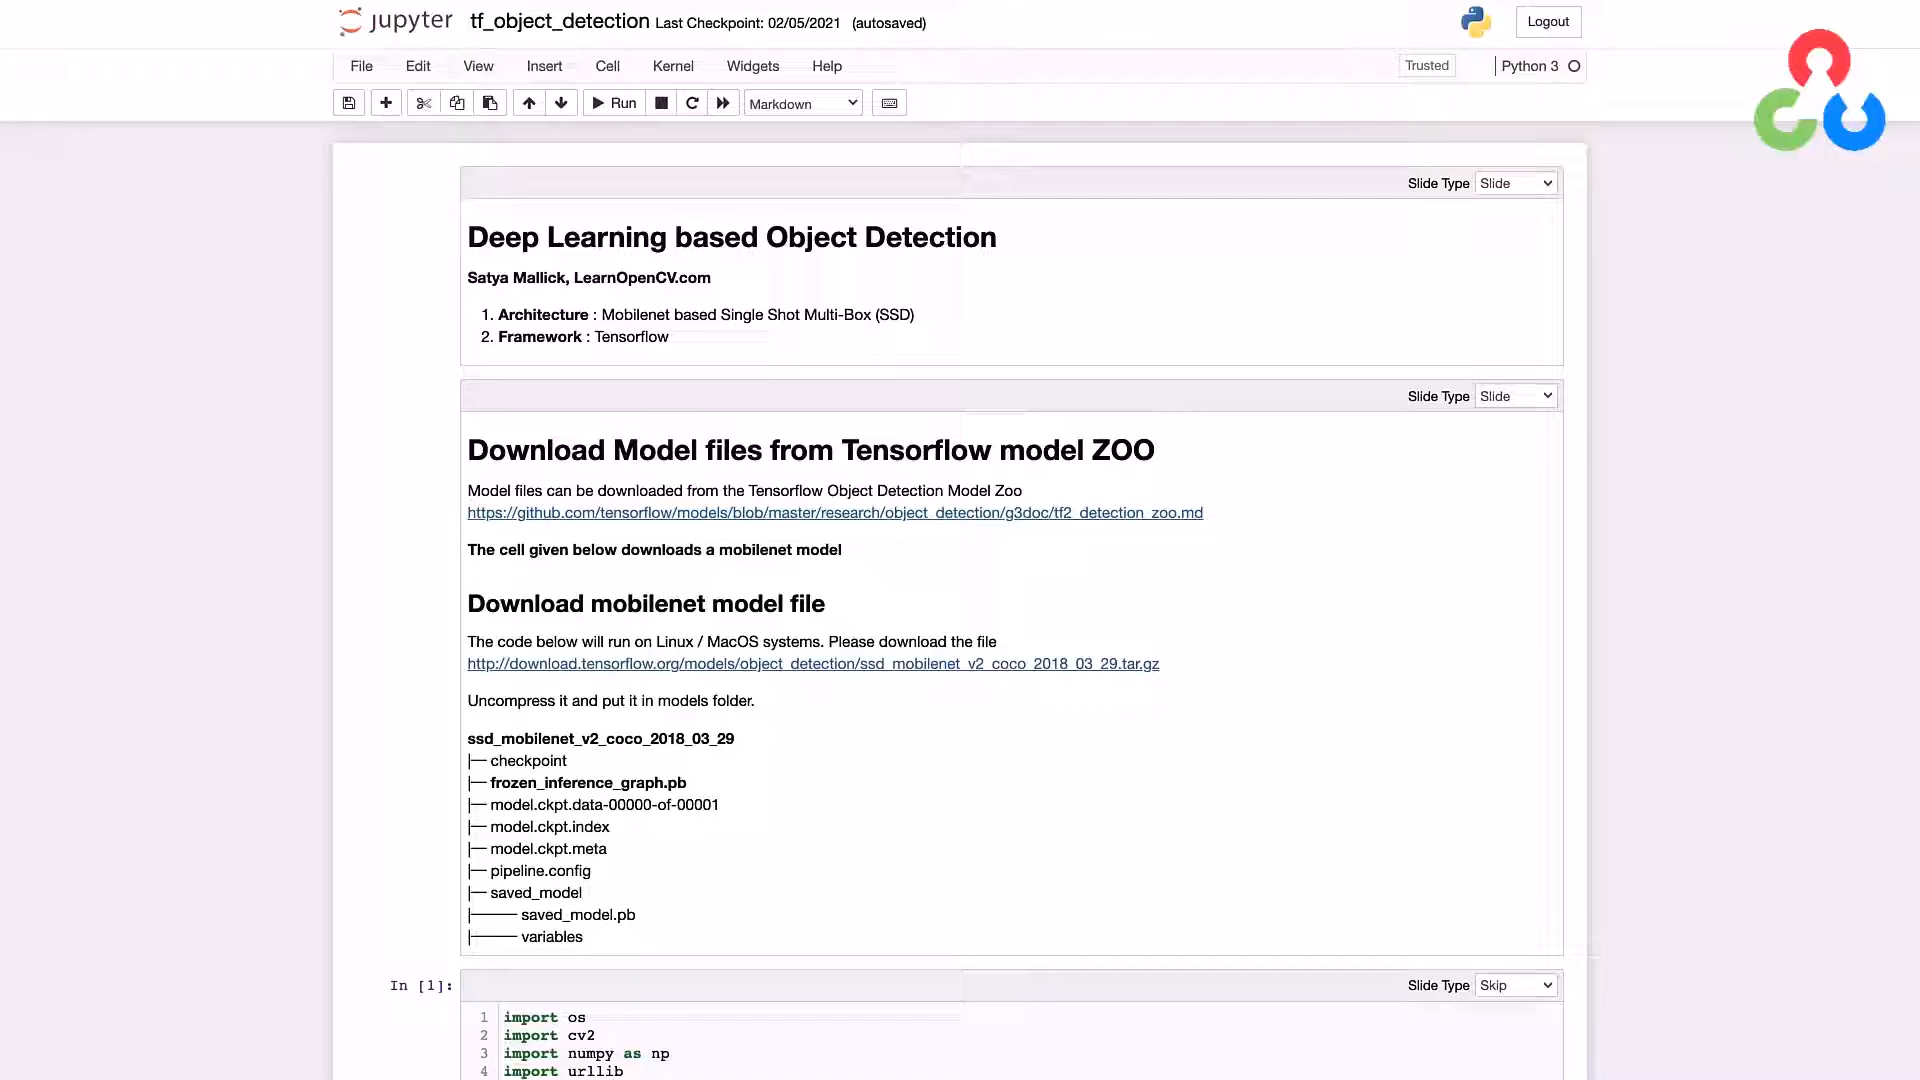 jupyter tf_object_detection Last Checkpoint: 02/05/2021 (autosaved) Logout
File Edit View Insert Cell Kernel Widgets Help Trusted Python 3
Run Markdown
Slide Type Slide
Deep Learning based Object Detection
Satya Mallick, LearnOpenCV.com
1. Architecture : Mobilenet based Single Shot Multi-Box (SSD)
2. Framework : Tensorflow
Slide Type Slide
Download Model files from Tensorflow model ZOO
Model files can be downloaded from the Tensorflow Object Detection Model Zoo
https://github.com/tensorflow/models/blob/master/research/object_detection/g3doc/tf2_detection_zoo.md
The cell given below downloads a mobilenet model
Download mobilenet model file
The code below will run on Linux / MacOS systems. Please download the file
http://download.tensorflow.org/models/object_detection/ssd_mobilenet_v2_coco_2018_03_29.tar.gz
Uncompress it and put it in models folder.
ssd_mobilenet_v2_coco_2018_03_29
|── checkpoint
|── frozen_inference_graph.pb
|── model.ckpt.data-00000-of-00001
|── model.ckpt.index
|── model.ckpt.meta
|── pipeline.config
|── saved_model
|────── saved_model.pb
|────── variables
In [1]: Slide Type Skip
1 import os
2 import cv2
3 import numpy as np
4 import urllib